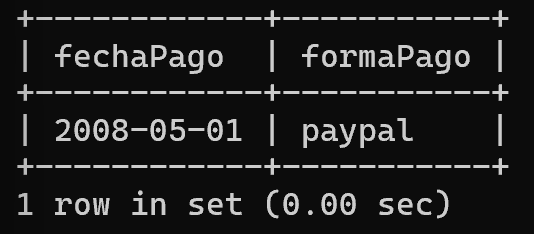 +------------+-----------+
| fechaPago  | formaPago |
+------------+-----------+
| 2008-05-01 | paypal    |
+------------+-----------+
1 row in set (0.00 sec)